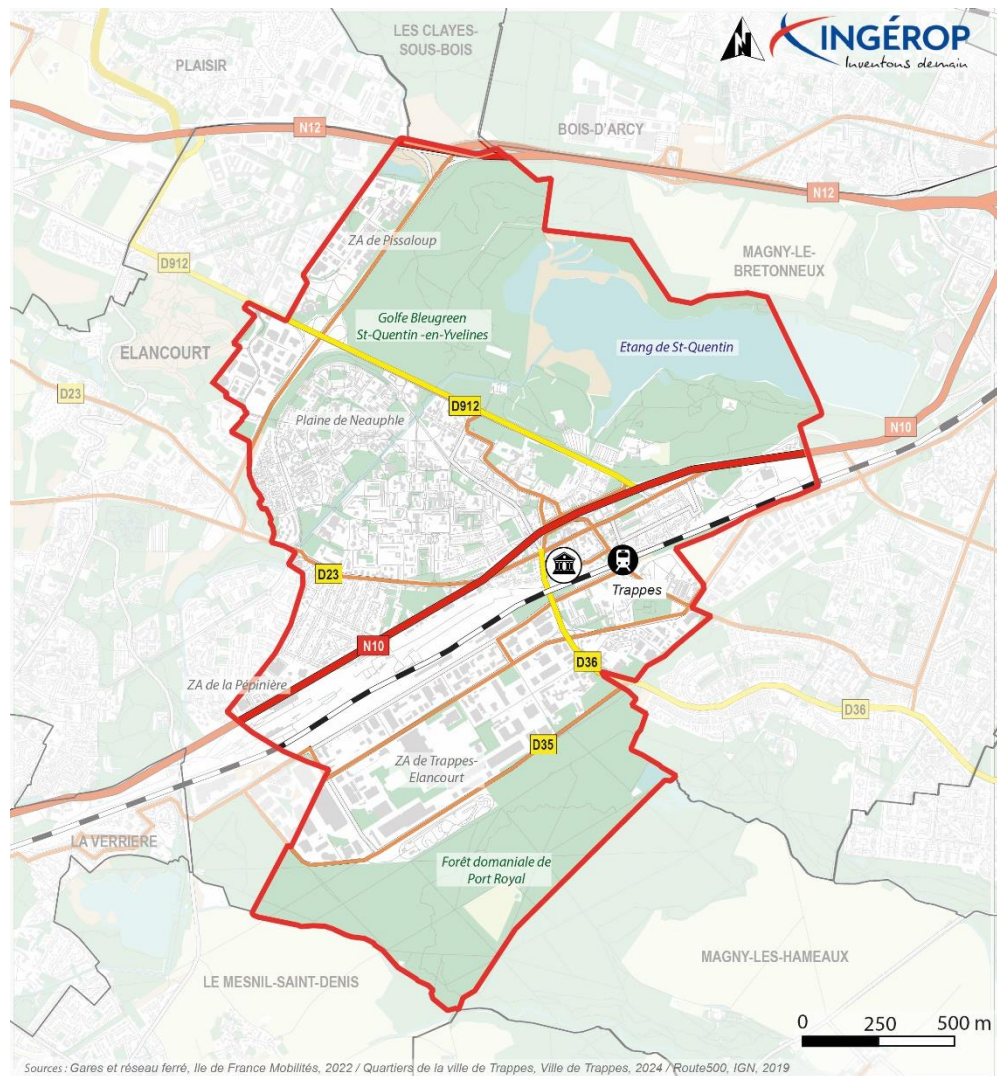 LES CLAYES-
SOUS-BOIS
N
INGÉROP
Inventons demain
PLAISIR
N12
BOIS-D'ARCY
N12
ZA de Pissaloup
MAGNY-LE-
BRETONNEUX
D912
Golfe Bleugreen
St-Quentin -en-Yvelines
Etang de St-Quentin
ELANCOURT
D23
D912
Plaine de Neauphle
N10
D23
Trappes
N10
D36
ZA de la Pépinière
D36
D35
ZA de Trappes-
Elancourt
LA VERRIERE
Forêt domaniale de
Port Royal
MAGNY-LES-HAMEAUX
LE MESNIL-SAINT-DENIS
0 250 500 m
Sources : Gares et réseau ferré, Ile de France Mobilités, 2022 / Quartiers de la ville de Trappes, Ville de Trappes, 2024 / Route500, IGN, 2019